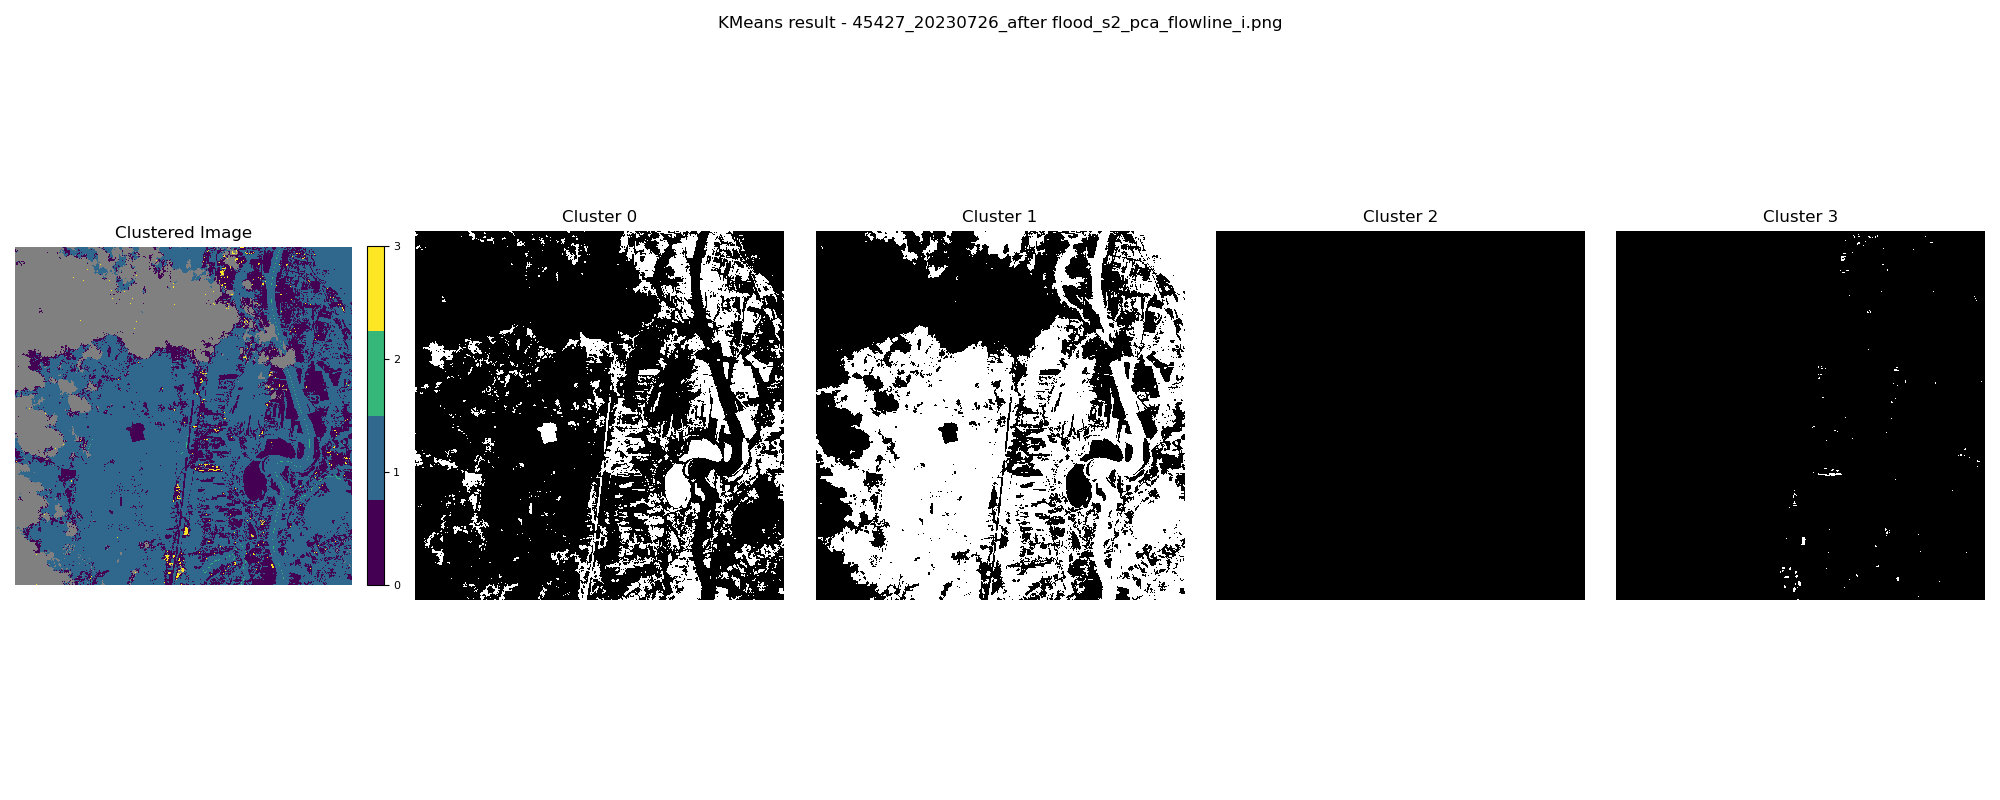 KMeans result - 45427_20230726_after flood_s2_pca_flowline_i.png
Clustered Image
Cluster 0
Cluster 1
Cluster 2
Cluster 3
3
2
1
0